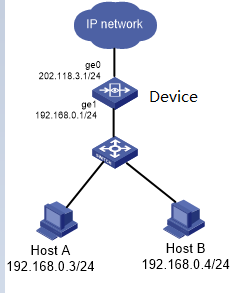 IP network
ge0
202.118.3.1/24
Device
ge1
192.168.0.1/24
SWITCH
Host A
192.168.0.3/24
Host B
192.168.0.4/24